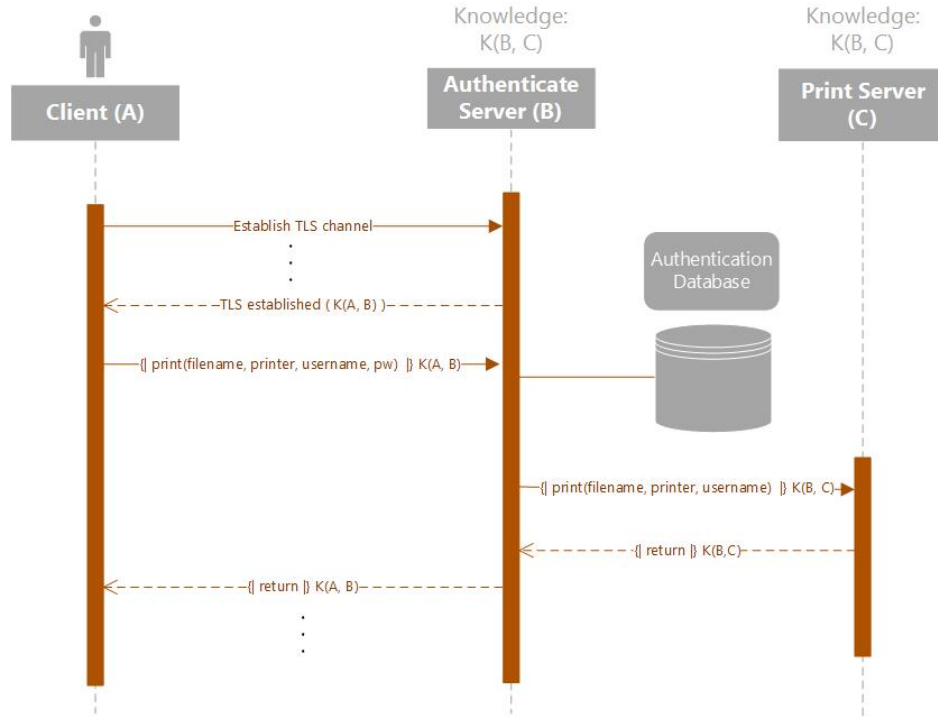 Knowledge:
K(B, C)
Knowledge:
K(B, C)
Client (A)
Authenticate
Server (B)
Print Server
(C)
Establish TLS channel
TLS established ( K(A, B) )
Authentication
Database
{| print(filename, printer, username, pw)  |} K(A, B)
{| print(filename, printer, username)  |} K(B, C)
{| return |} K(B,C)
{| return |} K(A, B)